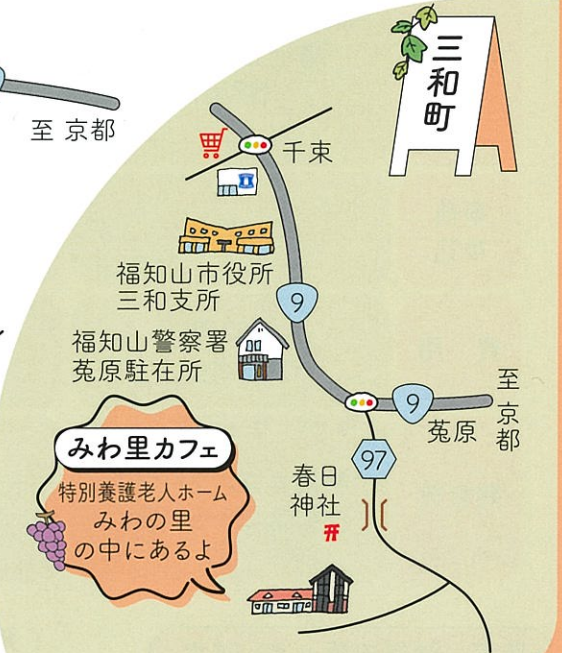 三和町
至 京都
千束
福知山市役所
三和支所
9
福知山警察署
菟原駐在所
9
菟原
至京都
97
春日
神社
みわ里カフェ
特別養護老人ホーム
みわの里
の中にあるよ